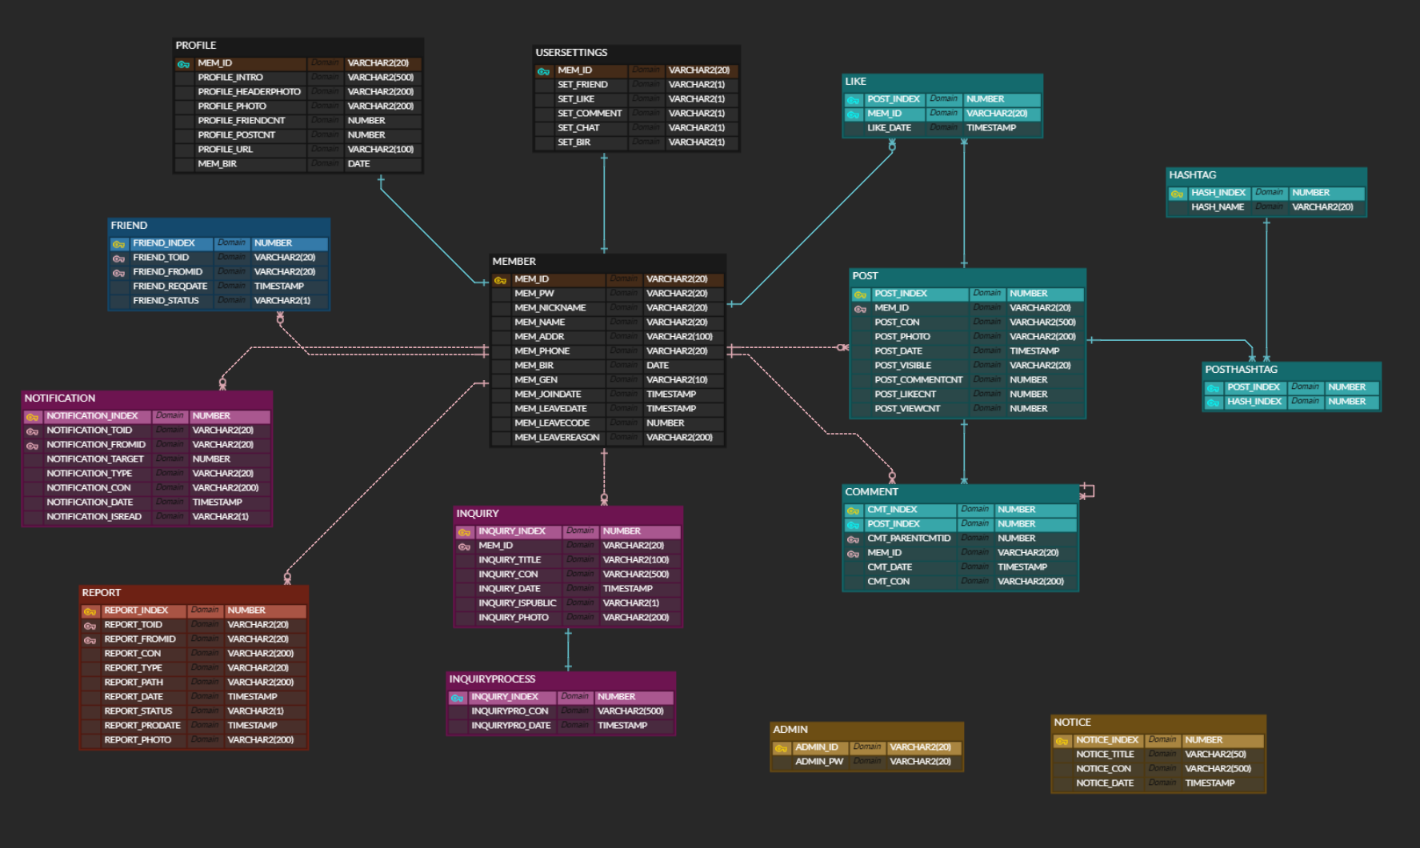 PROFILE
MEM_ID Domain VARCHAR2(20)
PROFILE_INTRO Domain VARCHAR2(500)
PROFILE_HEADERPHOTO Domain VARCHAR2(200)
PROFILE_PHOTO Domain VARCHAR2(200)
PROFILE_FRIENDCNT Domain NUMBER
PROFILE_POSTCNT Domain NUMBER
PROFILE_URL Domain VARCHAR2(100)
MEM_BIR Domain DATE
USERSETTINGS
MEM_ID Domain VARCHAR2(20)
SET_FRIEND Domain VARCHAR2(1)
SET_LIKE Domain VARCHAR2(1)
SET_COMMENT Domain VARCHAR2(1)
SET_CHAT Domain VARCHAR2(1)
SET_BIR Domain VARCHAR2(1)
LIKE
POST_INDEX Domain NUMBER
MEM_ID Domain VARCHAR2(20)
LIKE_DATE Domain TIMESTAMP
HASHTAG
HASH_INDEX Domain NUMBER
HASH_NAME Domain VARCHAR2(20)
FRIEND
FRIEND_INDEX Domain NUMBER
FRIEND_TOID Domain VARCHAR2(20)
FRIEND_FROMID Domain VARCHAR2(20)
FRIEND_REQDATE Domain TIMESTAMP
FRIEND_STATUS Domain VARCHAR2(1)
MEMBER
MEM_ID Domain VARCHAR2(20)
MEM_PW Domain VARCHAR2(20)
MEM_NICKNAME Domain VARCHAR2(20)
MEM_NAME Domain VARCHAR2(20)
MEM_ADDR Domain VARCHAR2(100)
MEM_PHONE Domain VARCHAR2(20)
MEM_BIR Domain DATE
MEM_GEN Domain VARCHAR2(10)
MEM_JOINDATE Domain TIMESTAMP
MEM_LEAVEDATE Domain TIMESTAMP
MEM_LEAVECODE Domain NUMBER
MEM_LEAVEREASON Domain VARCHAR2(200)
POST
POST_INDEX Domain NUMBER
MEM_ID Domain VARCHAR2(20)
POST_CON Domain VARCHAR2(500)
POST_PHOTO Domain VARCHAR2(200)
POST_DATE Domain TIMESTAMP
POST_VISIBLE Domain VARCHAR2(20)
POST_COMMENTCNT Domain NUMBER
POST_LIKECNT Domain NUMBER
POST_VIEWCNT Domain NUMBER
POSTHASHTAG
POST_INDEX Domain NUMBER
HASH_INDEX Domain NUMBER
NOTIFICATION
NOTIFICATION_INDEX Domain NUMBER
NOTIFICATION_TOID Domain VARCHAR2(20)
NOTIFICATION_FROMID Domain VARCHAR2(20)
NOTIFICATION_TARGET Domain NUMBER
NOTIFICATION_TYPE Domain VARCHAR2(20)
NOTIFICATION_CON Domain VARCHAR2(200)
NOTIFICATION_DATE Domain TIMESTAMP
NOTIFICATION_ISREAD Domain VARCHAR2(1)
COMMENT
CMT_INDEX Domain NUMBER
POST_INDEX Domain NUMBER
CMT_PARENTCMTID Domain NUMBER
MEM_ID Domain VARCHAR2(20)
CMT_DATE Domain TIMESTAMP
CMT_CON Domain VARCHAR2(200)
INQUIRY
INQUIRY_INDEX Domain NUMBER
MEM_ID Domain VARCHAR2(20)
INQUIRY_TITLE Domain VARCHAR2(100)
INQUIRY_CON Domain VARCHAR2(500)
INQUIRY_DATE Domain TIMESTAMP
INQUIRY_ISPUBLIC Domain VARCHAR2(1)
INQUIRY_PHOTO Domain VARCHAR2(200)
REPORT
REPORT_INDEX Domain NUMBER
REPORT_TOID Domain VARCHAR2(20)
REPORT_FROMID Domain VARCHAR2(20)
REPORT_CON Domain VARCHAR2(200)
REPORT_TYPE Domain VARCHAR2(20)
REPORT_PATH Domain VARCHAR2(200)
REPORT_DATE Domain TIMESTAMP
REPORT_STATUS Domain VARCHAR2(1)
REPORT_PRODATE Domain TIMESTAMP
REPORT_PHOTO Domain VARCHAR2(200)
INQUIRYPROCESS
INQUIRY_INDEX Domain NUMBER
INQUIRYPRO_CON Domain VARCHAR2(500)
INQUIRYPRO_DATE Domain TIMESTAMP
ADMIN
ADMIN_ID Domain VARCHAR2(20)
ADMIN_PW Domain VARCHAR2(20)
NOTICE
NOTICE_INDEX Domain NUMBER
NOTICE_TITLE Domain VARCHAR2(50)
NOTICE_CON Domain VARCHAR2(500)
NOTICE_DATE Domain TIMESTAMP